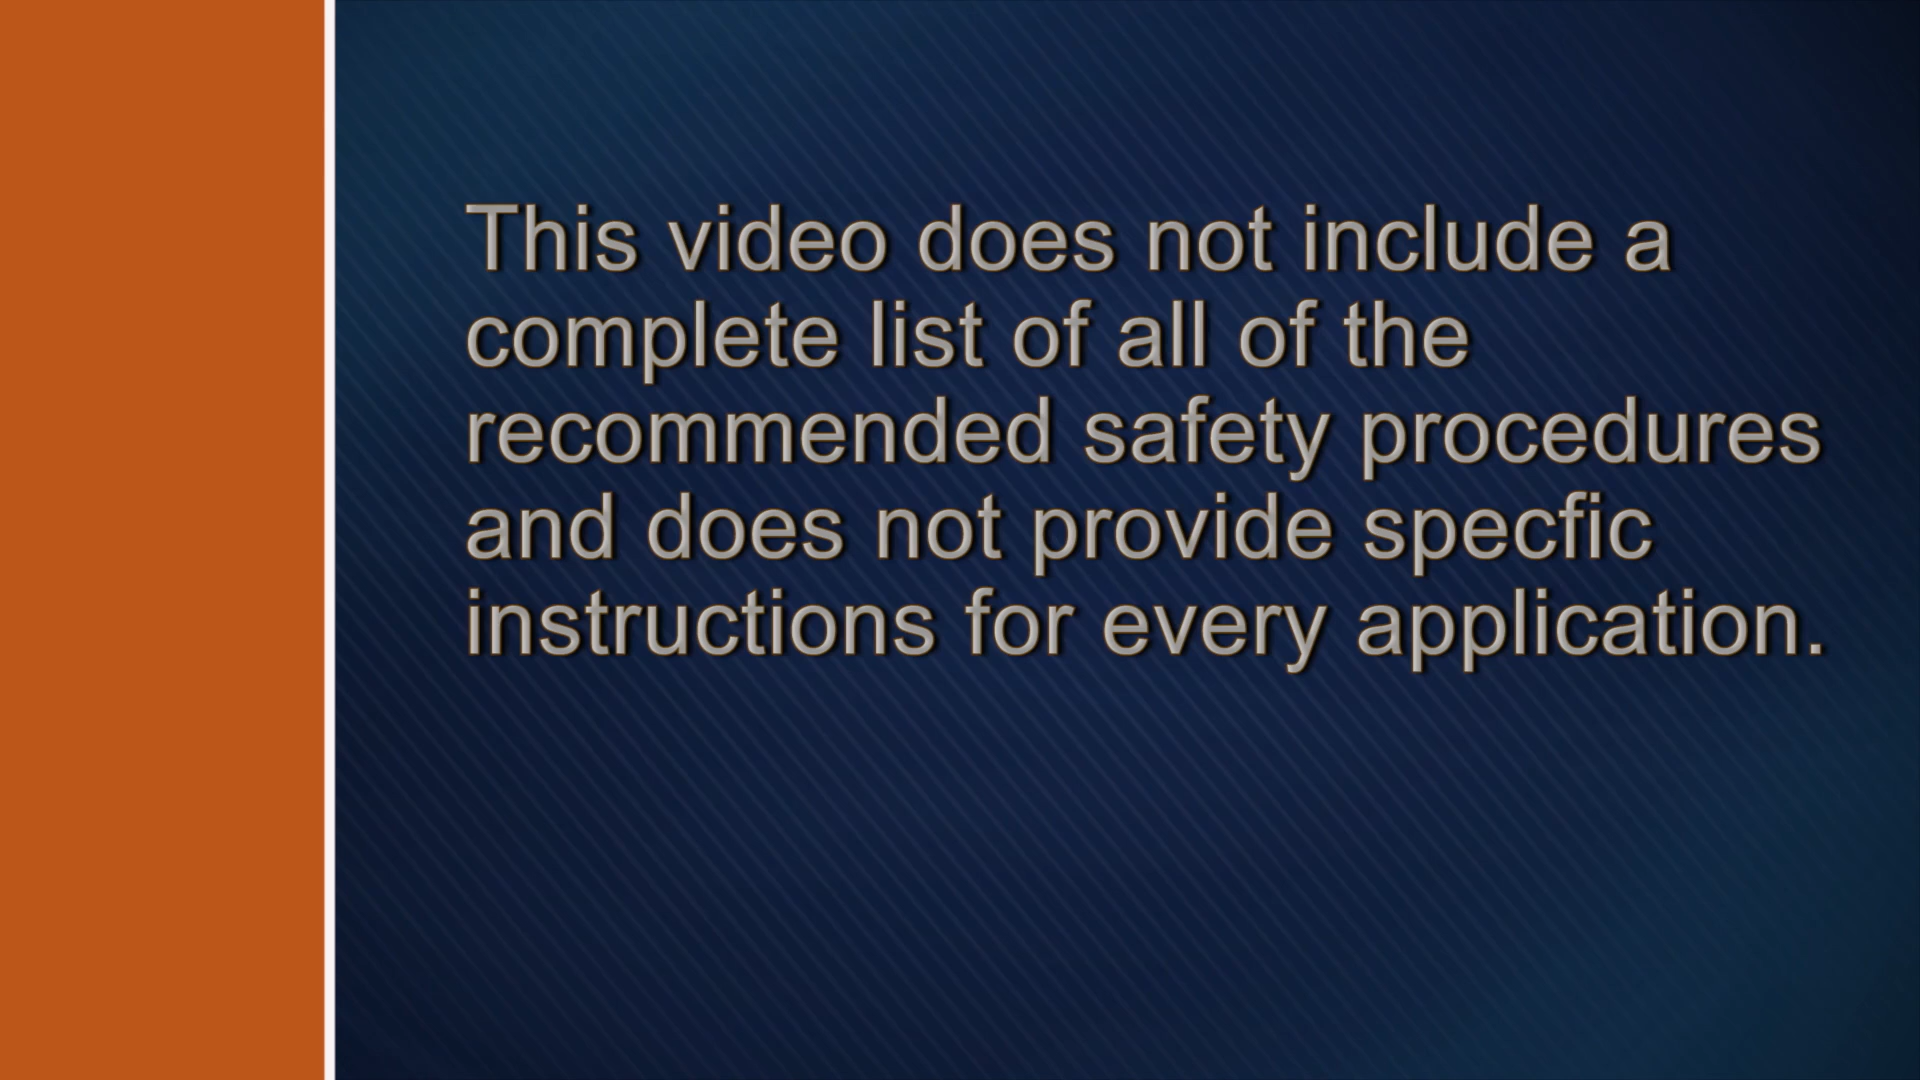 This video does not include a
complete list of all of the
recommended safety procedures
and does not provide specfic
instructions for every application.